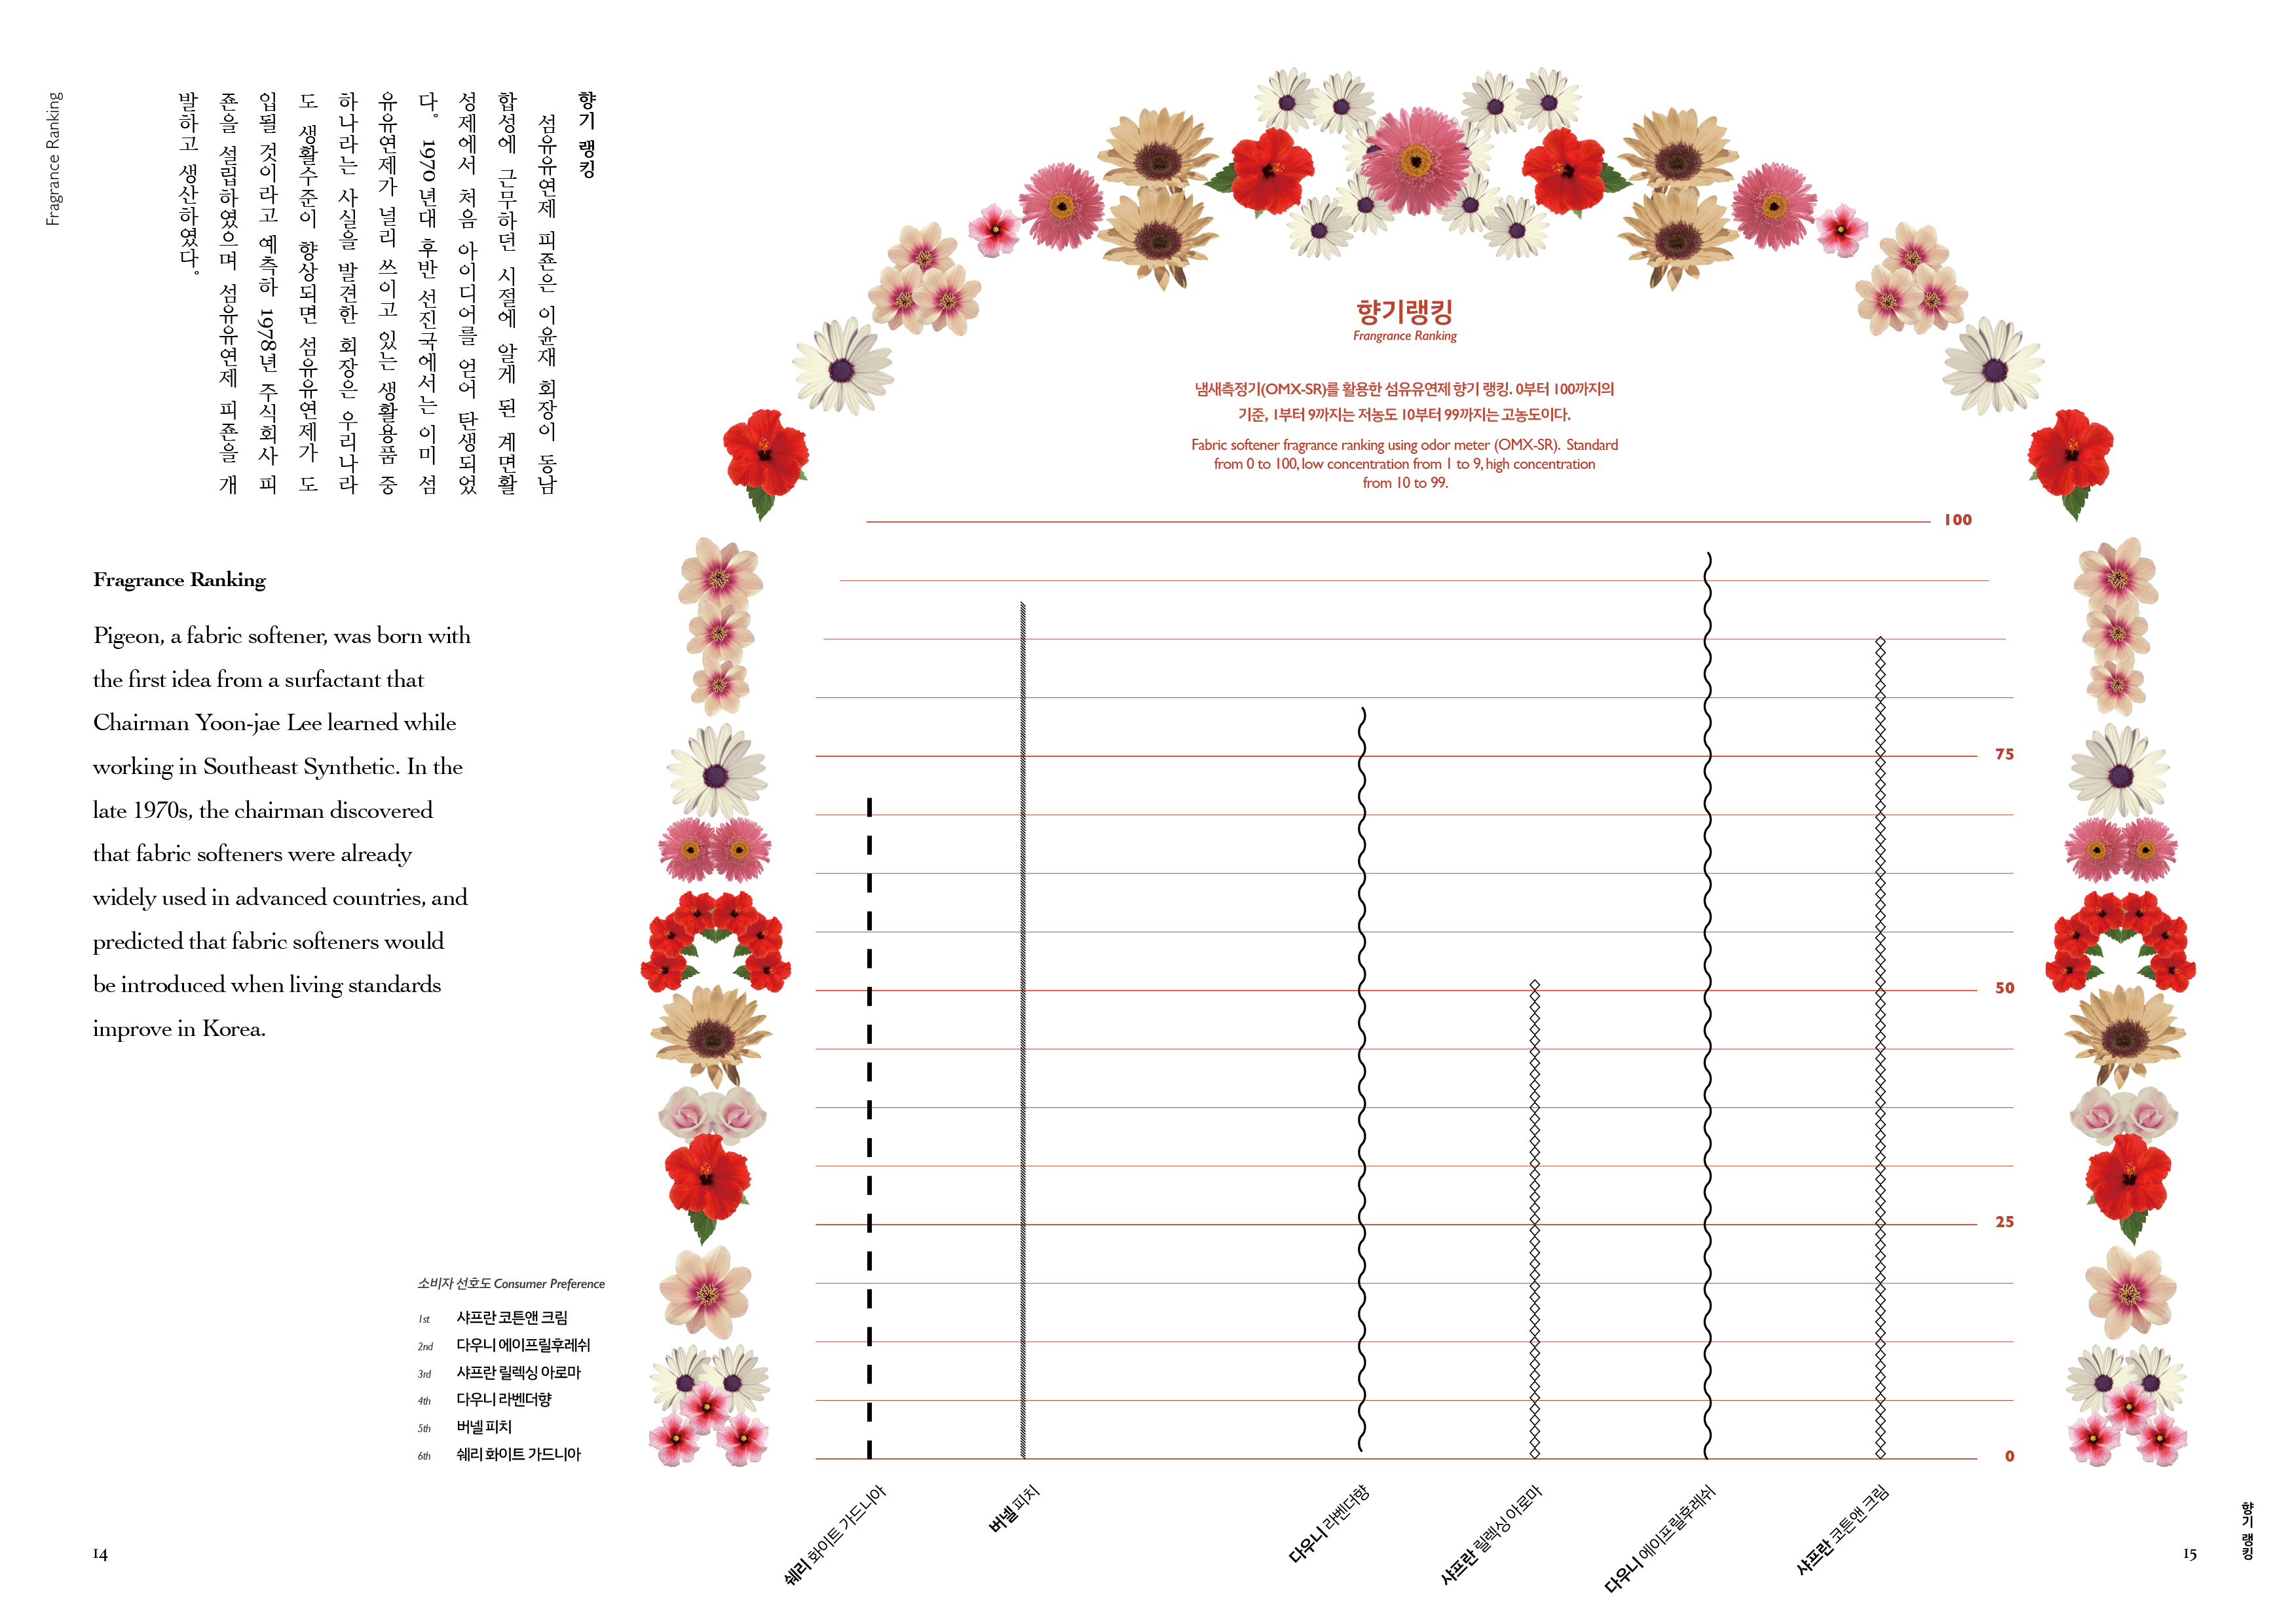 Fragrance Ranking
향기 랭킹
섬유유연제 피죤은 이윤재 회장이 동남
합성에 근무하던 시절에 알게 된 계면활
성제에서 처음 아이디어를 얻어 탄생되었
다. 1970년대 후반 선진국에서는 이미 섬
유유연제가 널리 쓰이고 있는 생활용품 중
하나라는 사실을 발견한 회장은 우리나라
도 생활수준이 향상되면 섬유유연제가 도
입될 것이라고 예측하 1978년 주식회사 피
죤을 설립하였으며 섬유유연제 피죤을 개
발하고 생산하였다.
Fragrance Ranking
Pigeon, a fabric softener, was born with
the first idea from a surfactant that
Chairman Yoon-jae Lee learned while
working in Southeast Synthetic. In the
late 1970s, the chairman discovered
that fabric softeners were already
widely used in advanced countries, and
predicted that fabric softeners would
be introduced when living standards
improve in Korea.
소비자 선호도 Consumer Preference
1st 샤프란 코튼앤 크림
2nd 다우니 에이프릴후레쉬
3rd 샤프란 릴렉싱 아로마
4th 다우니 라벤더향
5th 버넬 피치
6th 쉐리 화이트 가드니아
14
향기랭킹
Frangrance Ranking
냄새측정기(OMX-SR)를 활용한 섬유유연제 향기 랭킹. 0부터 100까지의
기준, 1부터 9까지는 저농도 10부터 99까지는 고농도이다.
Fabric softener fragrance ranking using odor meter (OMX-SR). Standard
from 0 to 100, low concentration from 1 to 9, high concentration
from 10 to 99.
100
75
50
25
0
쉐리 화이트 가드니아
버넬 피치
다우니 라벤더향
샤프란 릴렉싱 아로마
다우니 에이프릴후레쉬
샤프란 코튼앤 크림
15
향기 랭킹